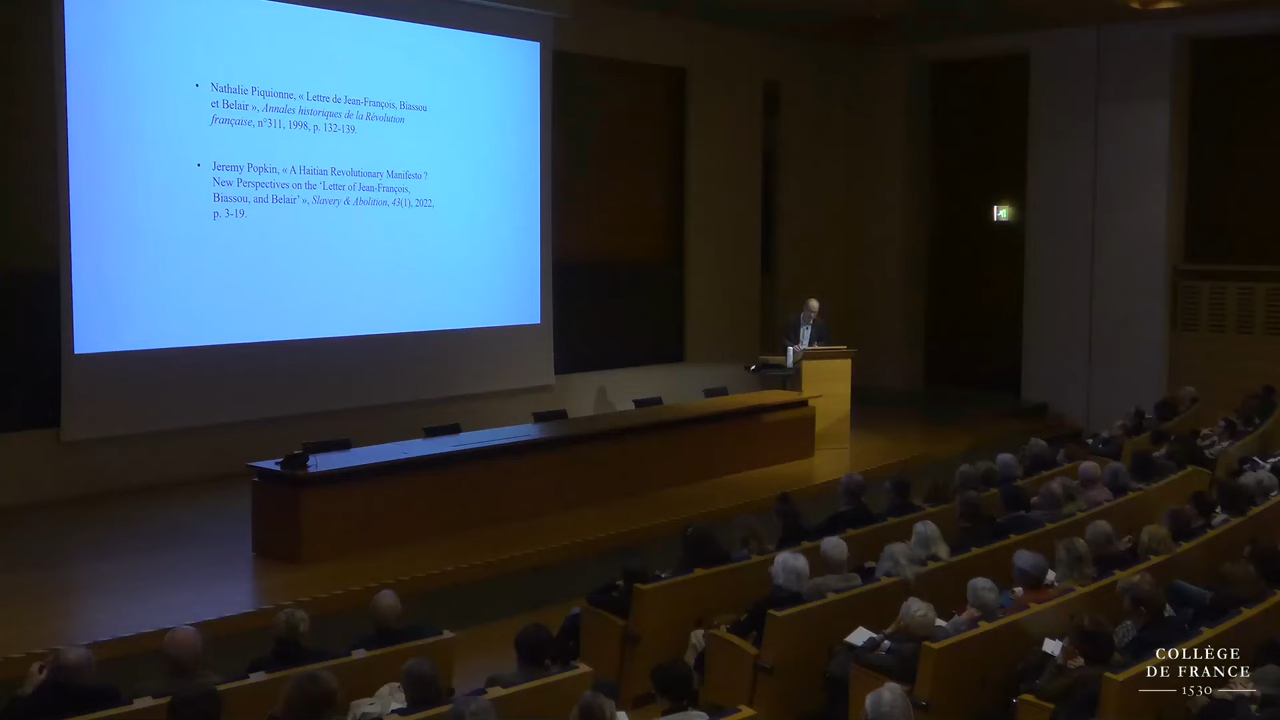 • Nathalie Piquionne, « Lettre de Jean-François, Biassou
et Belair », Annales historiques de la Révolution
française, n°311, 1998, p. 132-139.
• Jeremy Popkin, « A Haitian Revolutionary Manifesto ?
New Perspectives on the ‘Letter of Jean-François,
Biassou, and Belair’ », Slavery & Abolition, 43(1), 2022,
p. 3-19.
COLLÈGE
DE FRANCE
1530